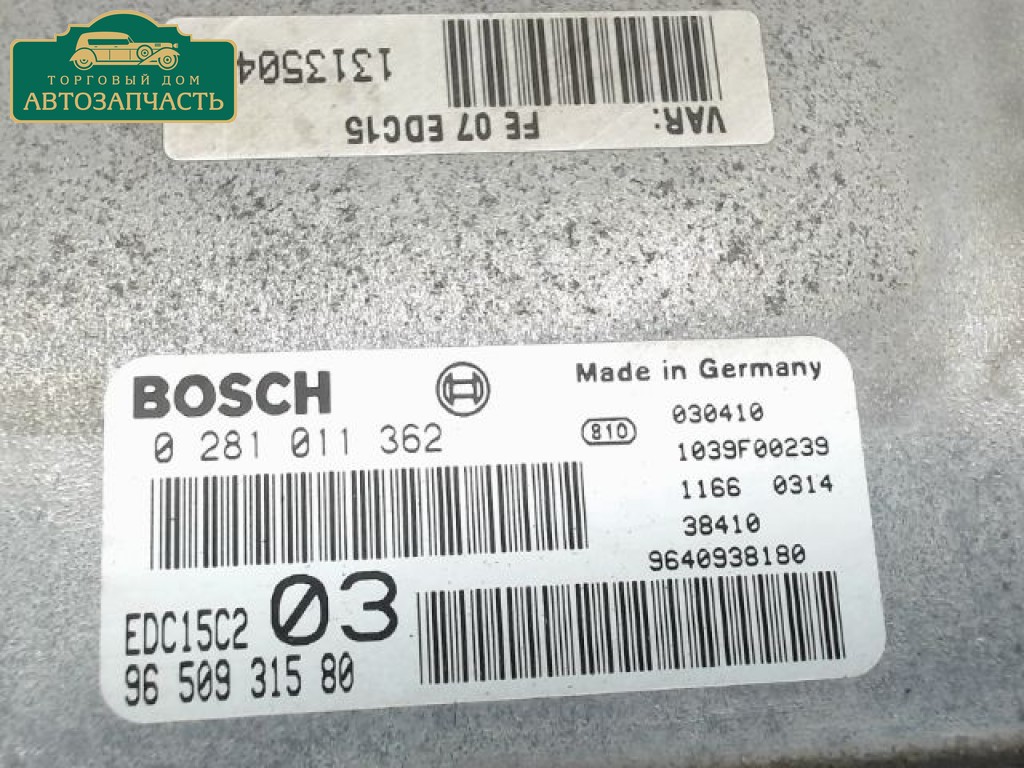 ТОРГОВЫЙ ДОМ
АВТОЗАПЧАСТЬ
VAR: FE 07 EDC15
1313504
BOSCH
0 281 011 362
Made in Germany
810
030410
1039F00239
1166 0314
38410
9640938180
EDC15C2 03
96 509 315 80